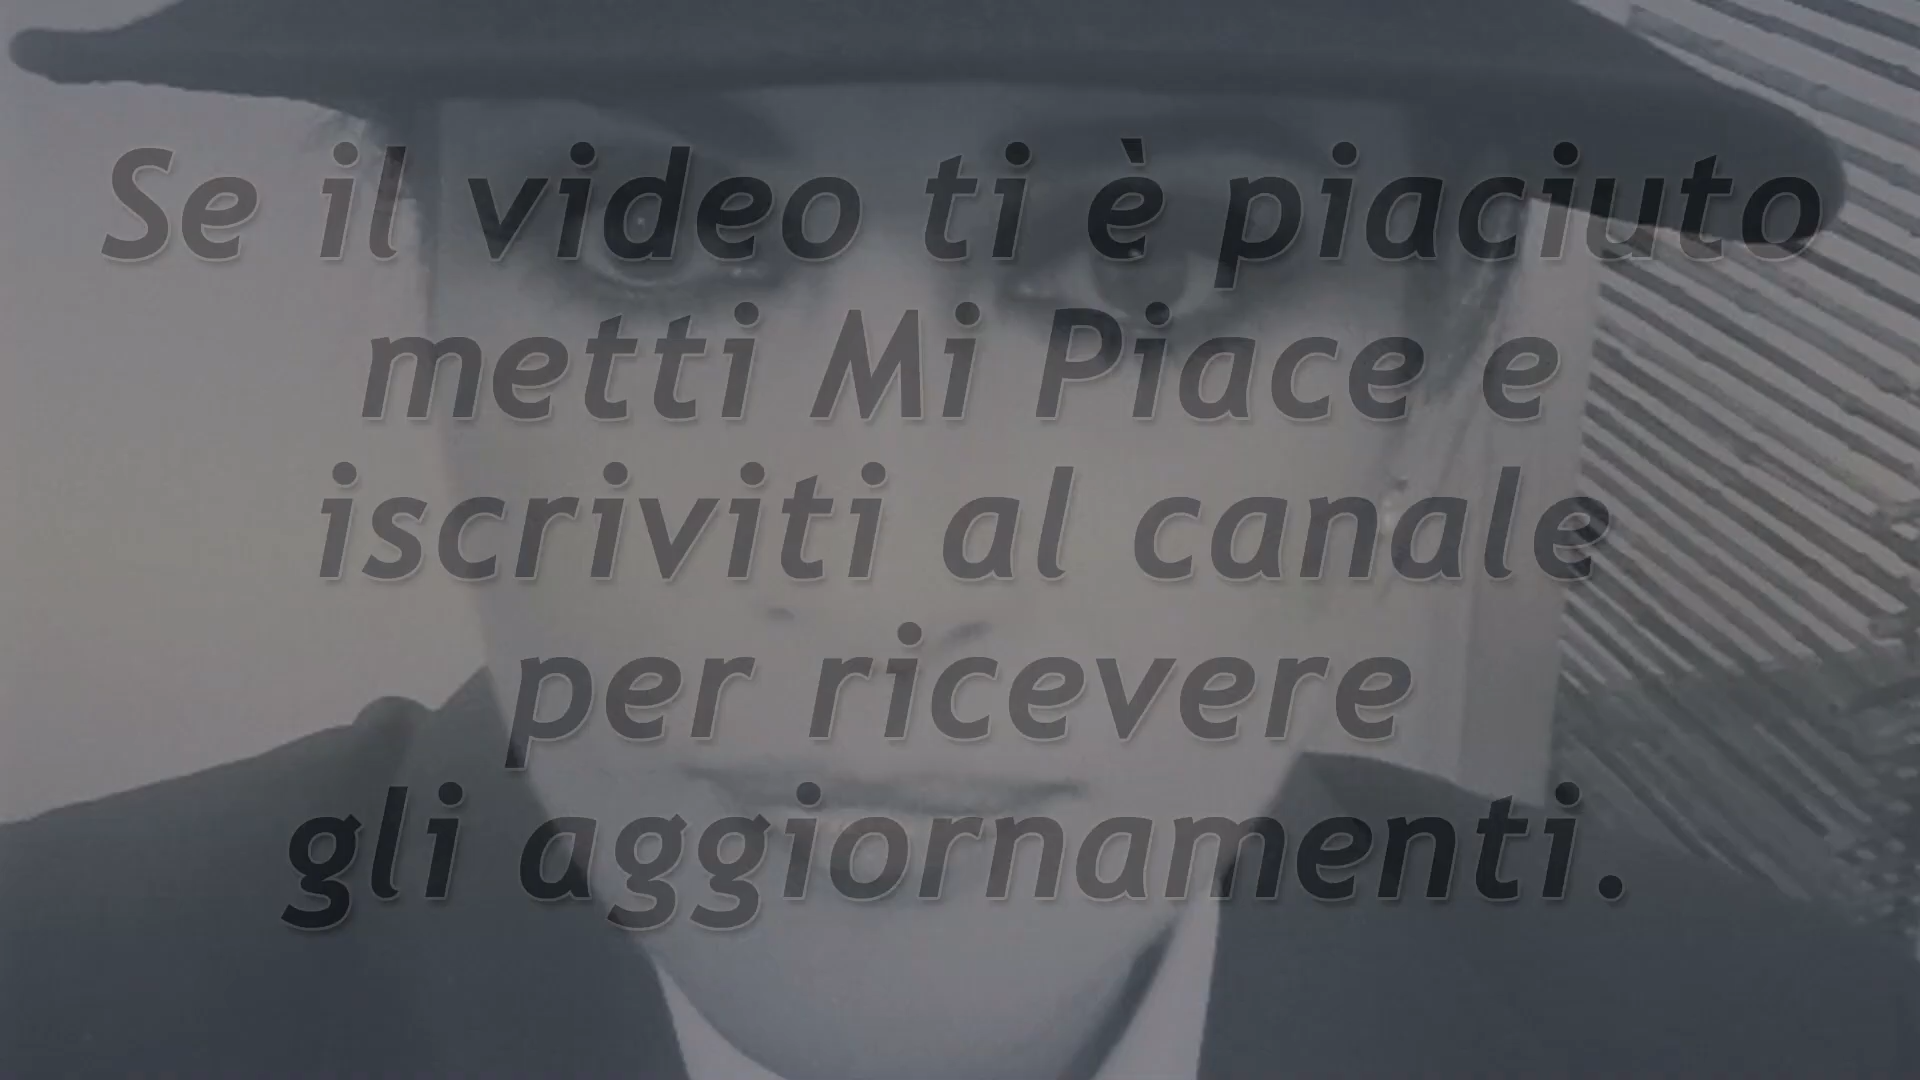 Se il video ti è piaciuto
metti Mi Piace e
iscriviti al canale
per ricevere
gli aggiornamenti.